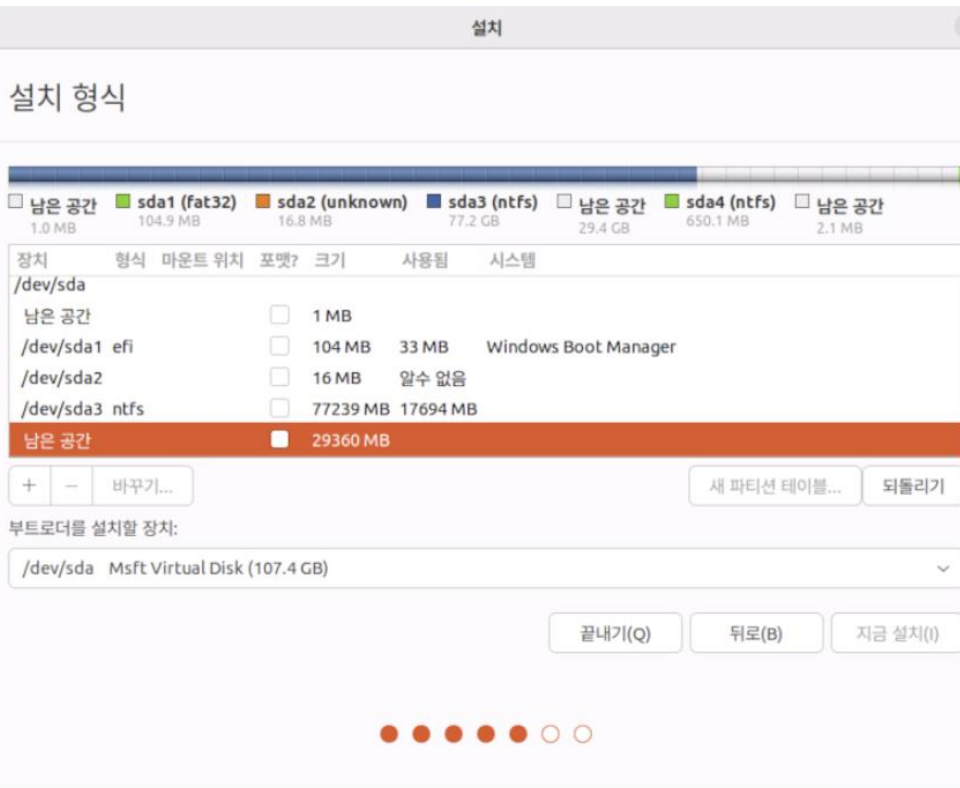 설치
설치 형식
남은 공간 sda1 (fat32) sda2 (unknown) sda3 (ntfs) 남은 공간 sda4 (ntfs) 남은 공간
1.0 MB 104.9 MB 16.8 MB 77.2 GB 29.4 GB 650.1 MB 2.1 MB
장치 형식 마운트 위치 포맷? 크기 사용됨 시스템
/dev/sda
남은 공간 1 MB
/dev/sda1 efi 104 MB 33 MB Windows Boot Manager
/dev/sda2 16 MB 알수 없음
/dev/sda3 ntfs 77239 MB 17694 MB
남은 공간 29360 MB
+ − 바꾸기... 새 파티션 테이블... 되돌리기
부트로더를 설치할 장치:
/dev/sda Msft Virtual Disk (107.4 GB)
끝내기(Q) 뒤로(B) 지금 설치(I)